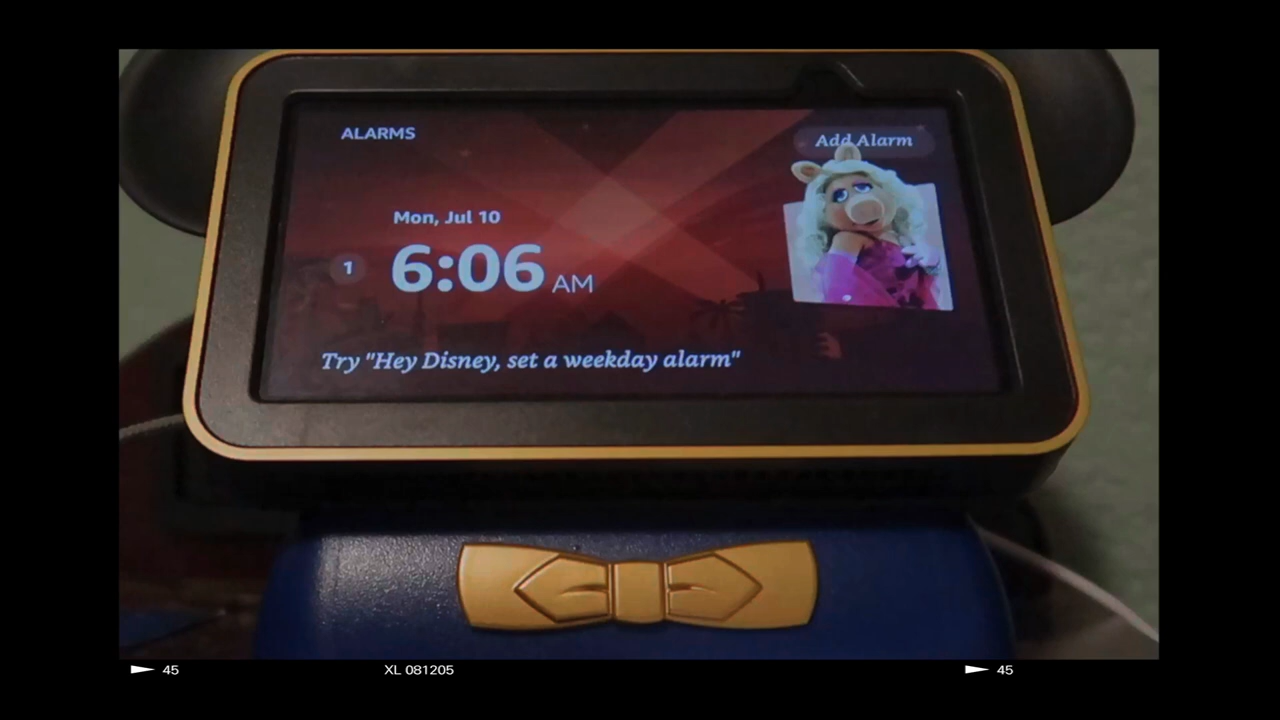 ALARMS
Add Alarm
Mon, Jul 10
1
6:06 AM
Try "Hey Disney, set a weekday alarm"
45
XL 081205
45